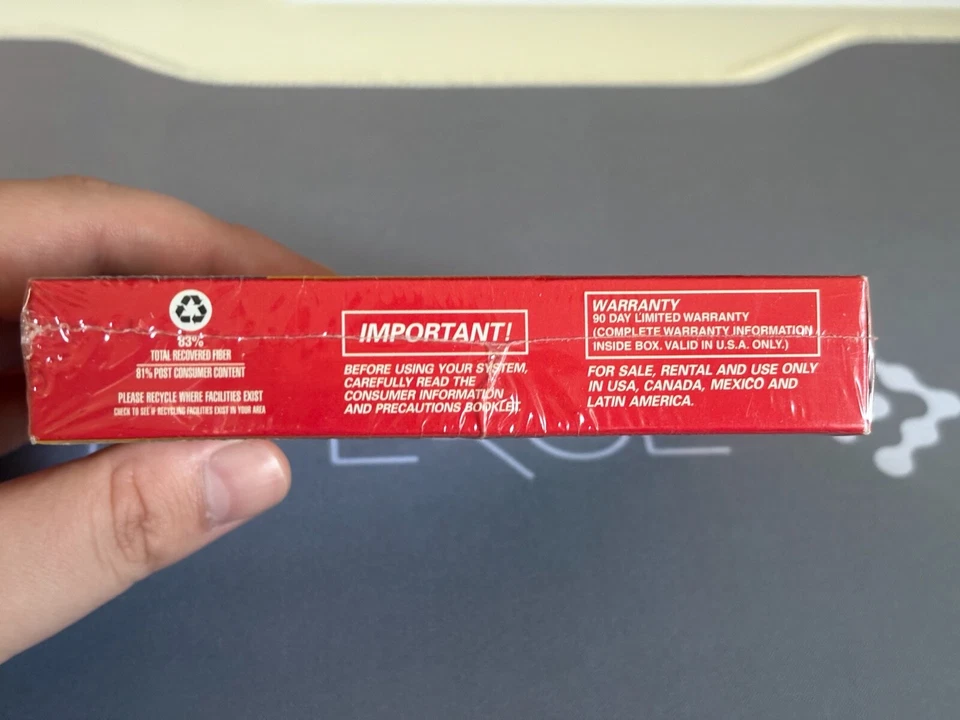 83%
TOTAL RECOVERED FIBER
81% POST CONSUMER CONTENT
PLEASE RECYCLE WHERE FACILITIES EXIST
CHECK TO SEE IF RECYCLING FACILITIES EXIST IN YOUR AREA
IMPORTANT!
BEFORE USING YOUR SYSTEM,
CAREFULLY READ THE
CONSUMER INFORMATION
AND PRECAUTIONS BOOKLET.
WARRANTY
90 DAY LIMITED WARRANTY
(COMPLETE WARRANTY INFORMATION
INSIDE BOX. VALID IN U.S.A. ONLY.)
FOR SALE, RENTAL AND USE ONLY
IN USA, CANADA, MEXICO AND
LATIN AMERICA.